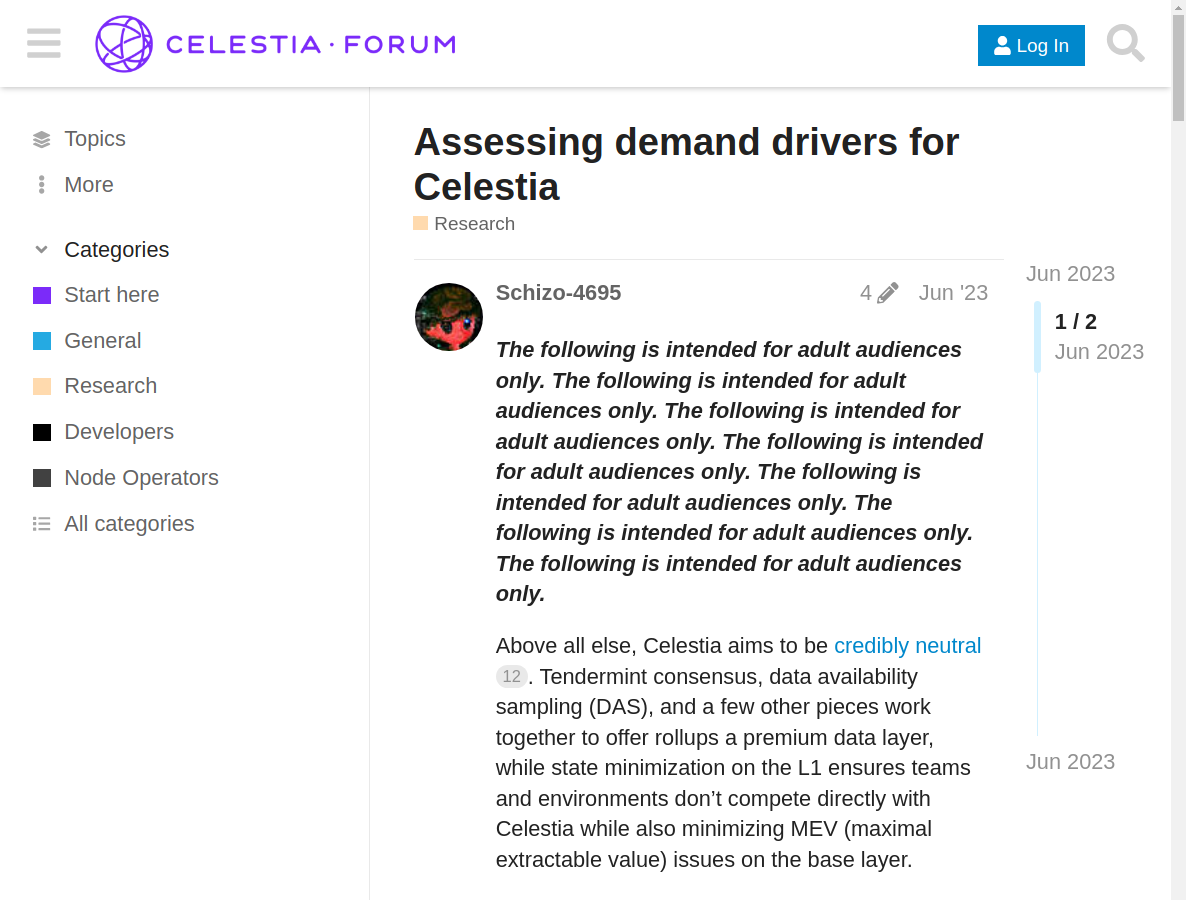 CELESTIA · FORUM
Log In
Topics
More
Categories
Start here
General
Research
Developers
Node Operators
All categories
Assessing demand drivers for
Celestia
Research
Schizo-4695
4
Jun '23
The following is intended for adult audiences
only. The following is intended for adult
audiences only. The following is intended for
adult audiences only. The following is intended
for adult audiences only. The following is
intended for adult audiences only. The
following is intended for adult audiences only.
The following is intended for adult audiences
only.
Above all else, Celestia aims to be credibly neutral
12 . Tendermint consensus, data availability
sampling (DAS), and a few other pieces work
together to offer rollups a premium data layer,
while state minimization on the L1 ensures teams
and environments don’t compete directly with
Celestia while also minimizing MEV (maximal
extractable value) issues on the base layer.
Jun 2023
1 / 2
Jun 2023
Jun 2023